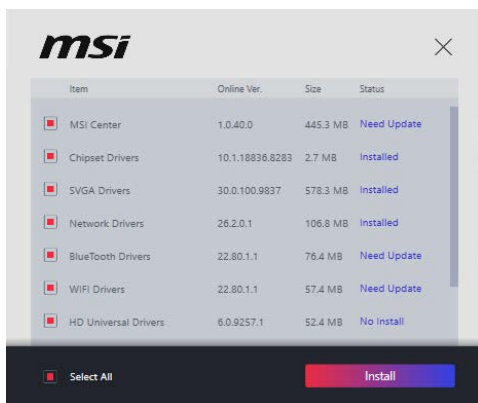 msi
Item Online Ver. Size Status
MSI Center 1.0.40.0 445.3 MB Need Update
Chipset Drivers 10.1.18836.8283 2.7 MB Installed
SVGA Drivers 30.0.100.9837 578.3 MB Installed
Network Drivers 26.2.0.1 106.8 MB Installed
BlueTooth Drivers 22.80.1.1 76.4 MB Need Update
WIFI Drivers 22.80.1.1 57.4 MB Need Update
HD Universal Drivers 6.0.9257.1 52.4 MB No Install
Select All Install